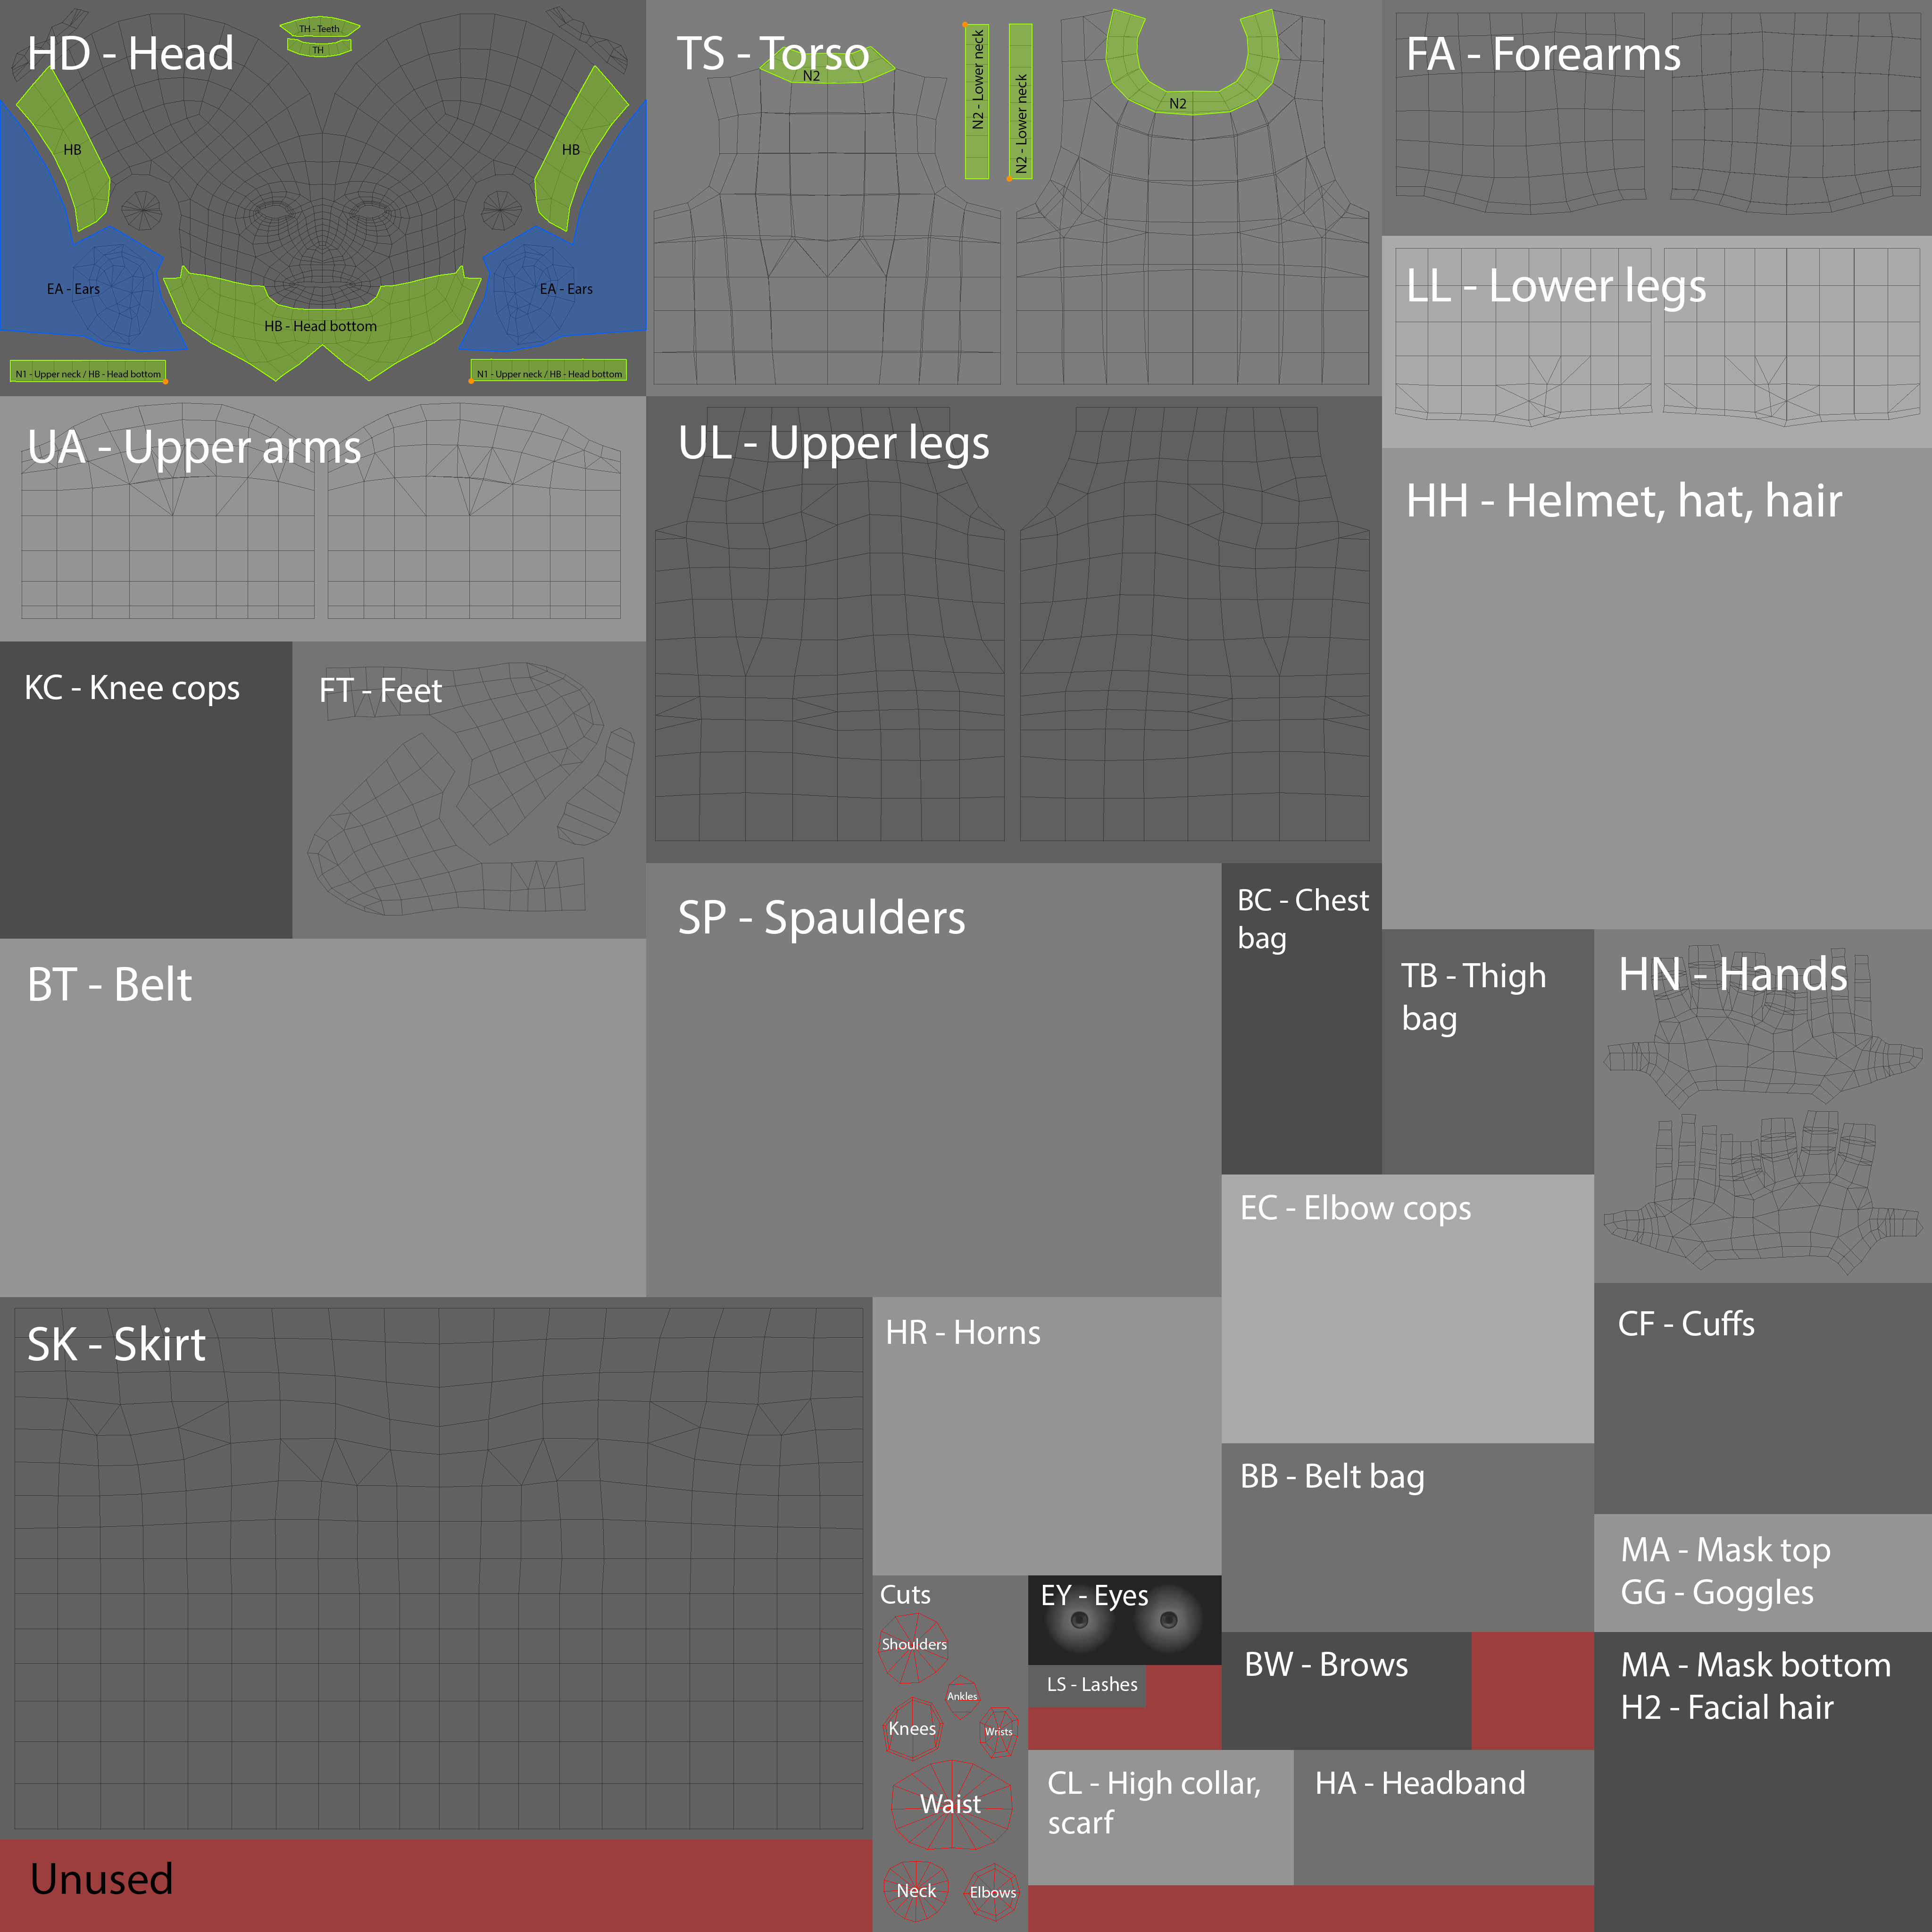 TH - Teeth
TH
HD - Head
HB
HB
EA - Ears
EA - Ears
HB - Head bottom
N1 - Upper neck / HB - Head bottom
N1 - Upper neck / HB - Head bottom
TS - Torso
N2
N2 - Lower neck
N2 - Lower neck
N2
FA - Forearms
LL - Lower legs
UA - Upper arms
UL - Upper legs
HH - Helmet, hat, hair
KC - Knee cops
FT - Feet
SP - Spaulders
BC - Chest
bag
TB - Thigh
bag
HN - Hands
BT - Belt
EC - Elbow cops
SK - Skirt
HR - Horns
CF - Cuffs
BB - Belt bag
MA - Mask top
GG - Goggles
Cuts
Shoulders
Ankles
Knees
Wrists
Waist
Neck
Elbows
EY - Eyes
LS - Lashes
BW - Brows
MA - Mask bottom
H2 - Facial hair
CL - High collar,
scarf
HA - Headband
Unused